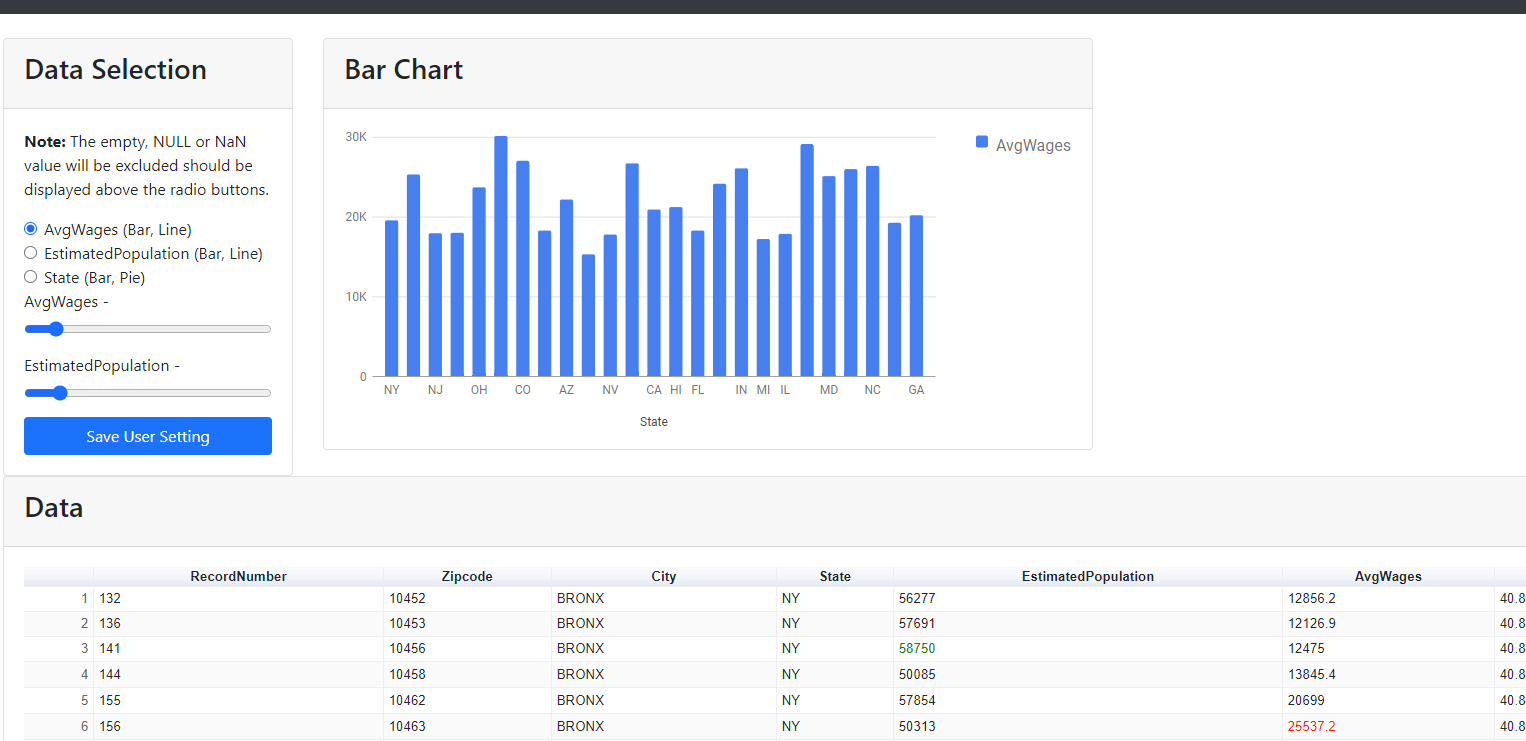 Data Selection
Note: The empty, NULL or NaN
value will be excluded should be
displayed above the radio buttons.
AvgWages (Bar, Line)
EstimatedPopulation (Bar, Line)
State (Bar, Pie)
AvgWages -
EstimatedPopulation -
Save User Setting
Bar Chart
30K
20K
10K
0
AvgWages
NY NJ OH CO AZ NV CA HI FL IN MI IL MD NC GA
State
Data
RecordNumber Zipcode City State EstimatedPopulation AvgWages
1 132 10452 BRONX NY 56277 12856.2 40.8
2 136 10453 BRONX NY 57691 12126.9 40.8
3 141 10456 BRONX NY 58750 12475 40.8
4 144 10458 BRONX NY 50085 13845.4 40.8
5 155 10462 BRONX NY 57854 20699 40.8
6 156 10463 BRONX NY 50313 25537.2 40.8